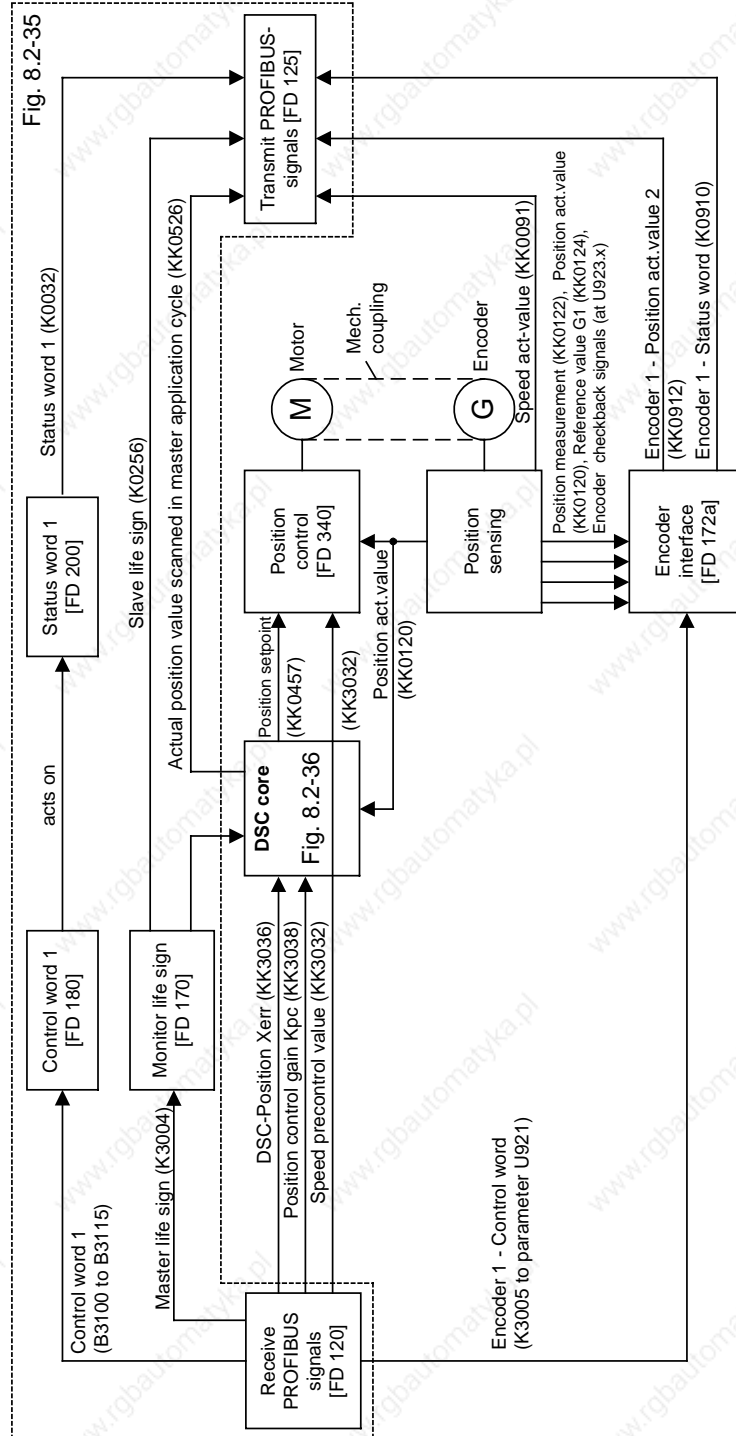 Fig. 8.2-35
Control word 1
(B3100 to B3115)
Control word 1
[FD 180]
acts on
Status word 1
[FD 200]
Status word 1 (K0032)
Master life sign (K3004)
Monitor life sign
[FD 170]
Slave life sign (K0256)
Actual position value scanned in master application cycle (KK0526)
Transmit PROFIBUS-
signals [FD 125]
Receive
PROFIBUS
signals
[FD 120]
DSC-Position Xerr (KK3036)
Position control gain Kpc (KK3038)
Speed precontrol value (KK3032)
DSC core
Fig. 8.2-36
Position setpoint
(KK0457)
(KK3032)
Position act.value
(KK0120)
Position
control
[FD 340]
M
Motor
Mech.
coupling
G
Encoder
Position
sensing
Speed act-value (KK0091)
Position measurement (KK0122), Position act.value
(KK0120), Reference value G1 (KK0124),
Encoder checkback signals (at U923.x)
Encoder 1 - Control word
(K3005 to parameter U921)
Encoder
interface
[FD 172a]
Encoder 1 - Position act.value 2
(KK0912)
Encoder 1 - Status word (K0910)
www.rgbautomatyka.pl